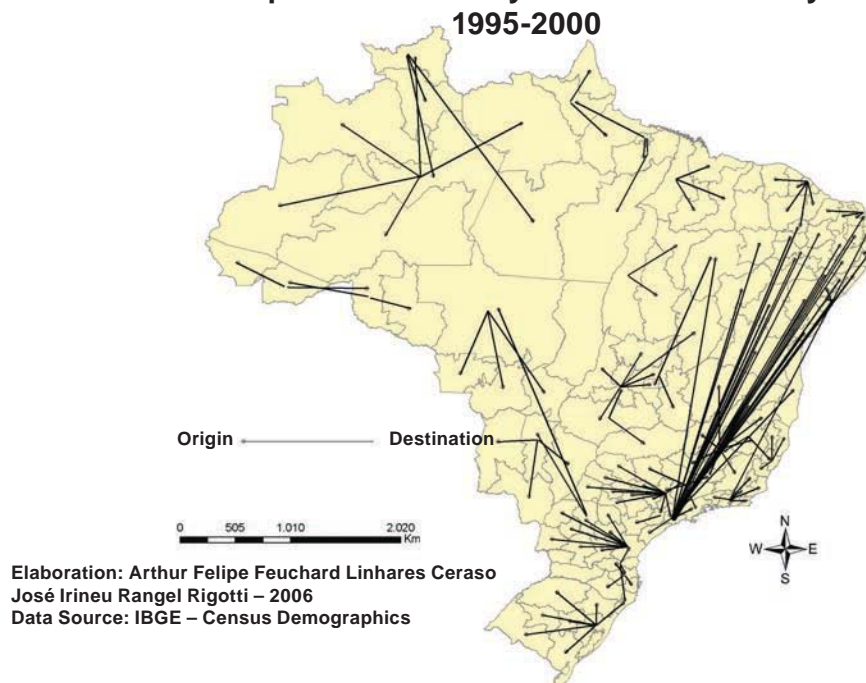 1995-2000
Origin Destination
0 505 1.010 2.020
Km
N
W E
S
Elaboration: Arthur Felipe Feuchard Linhares Ceraso
José Irineu Rangel Rigotti – 2006
Data Source: IBGE – Census Demographics